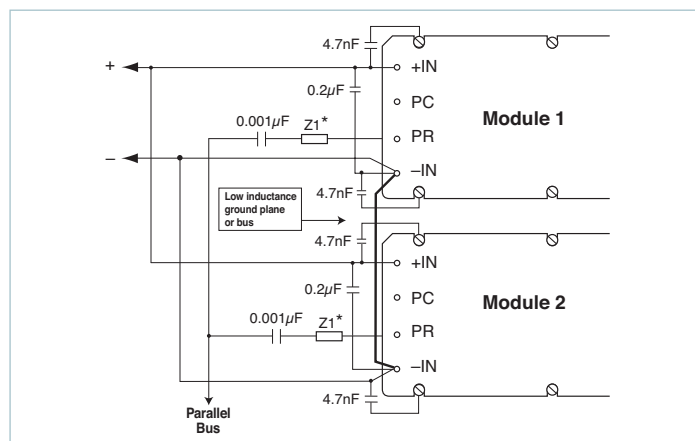 4.7nF
+
+IN
0.2µF
PC
Module 1
0.001µF
Z1*
PR
–
–IN
Low inductance
ground plane
or bus
4.7nF
4.7nF
+IN
0.2µF
PC
Module 2
0.001µF
Z1*
PR
–IN
4.7nF
Parallel
Bus